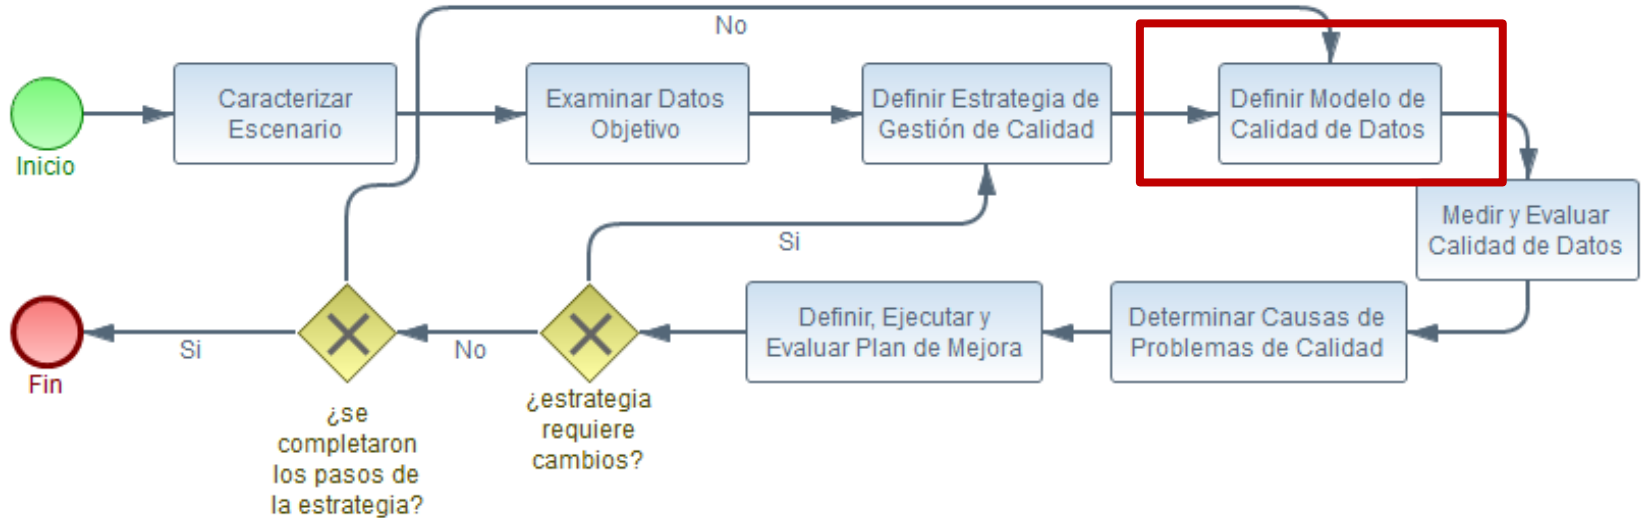 No
Inicio
Caracterizar
Escenario
Examinar Datos
Objetivo
Definir Estrategia de
Gestión de Calidad
Definir Modelo de
Calidad de Datos
Medir y Evaluar
Calidad de Datos
Si
Determinar Causas de
Problemas de Calidad
Definir, Ejecutar y
Evaluar Plan de Mejora
¿estrategia
requiere
cambios?
No
¿se
completaron
los pasos de
la estrategia?
Si
Fin